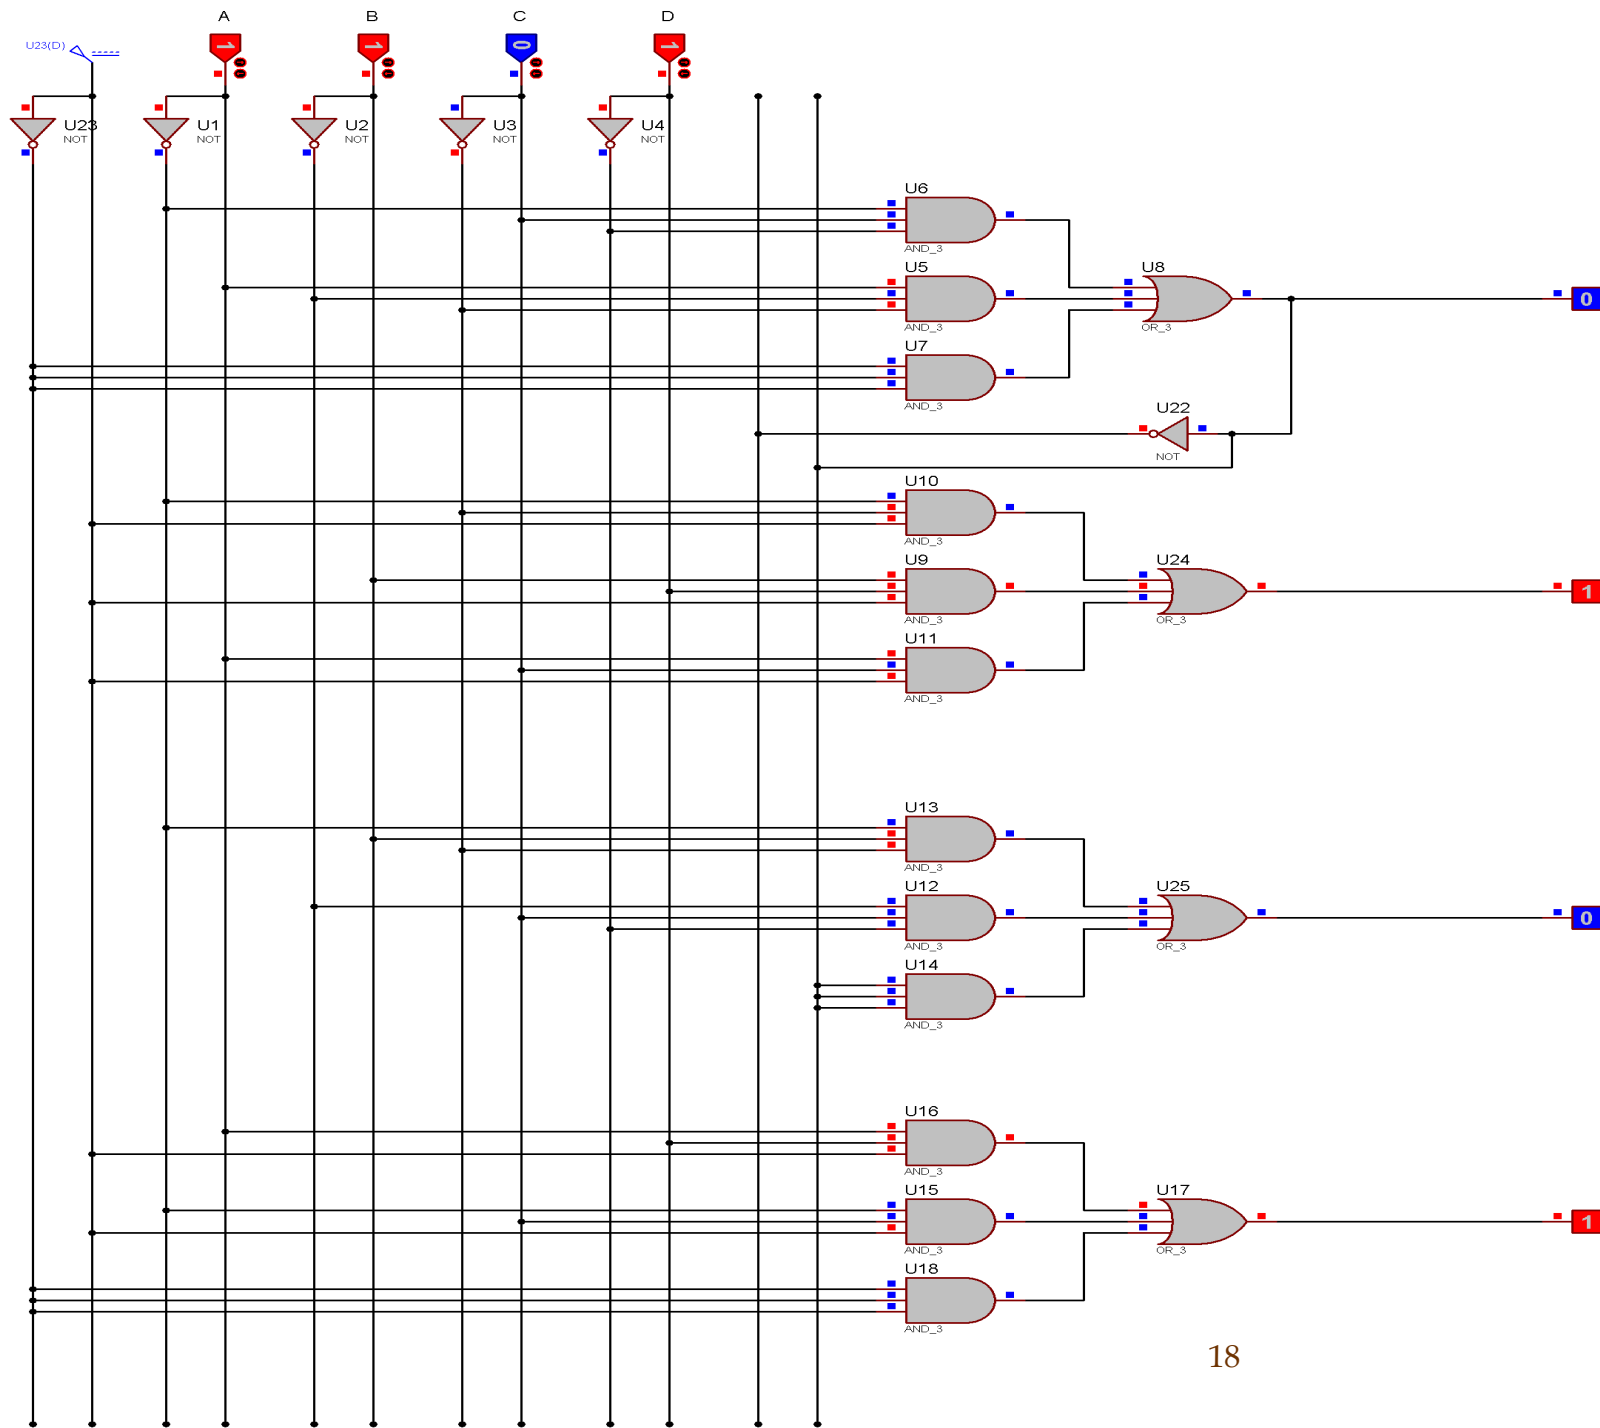 A B C D
U23(D) 1 1 0 1
U23 U1 U2 U3 U4
NOT NOT NOT NOT NOT
U6
AND_3
U5 U8
AND_3 OR_3 0
U7
AND_3
U22
NOT
U10
AND_3
U9 U24
AND_3 OR_3 1
U11
AND_3
U13
AND_3
U12 U25
AND_3 OR_3 0
U14
AND_3
U16
AND_3
U15 U17
AND_3 OR_3 1
U18
AND_3
18